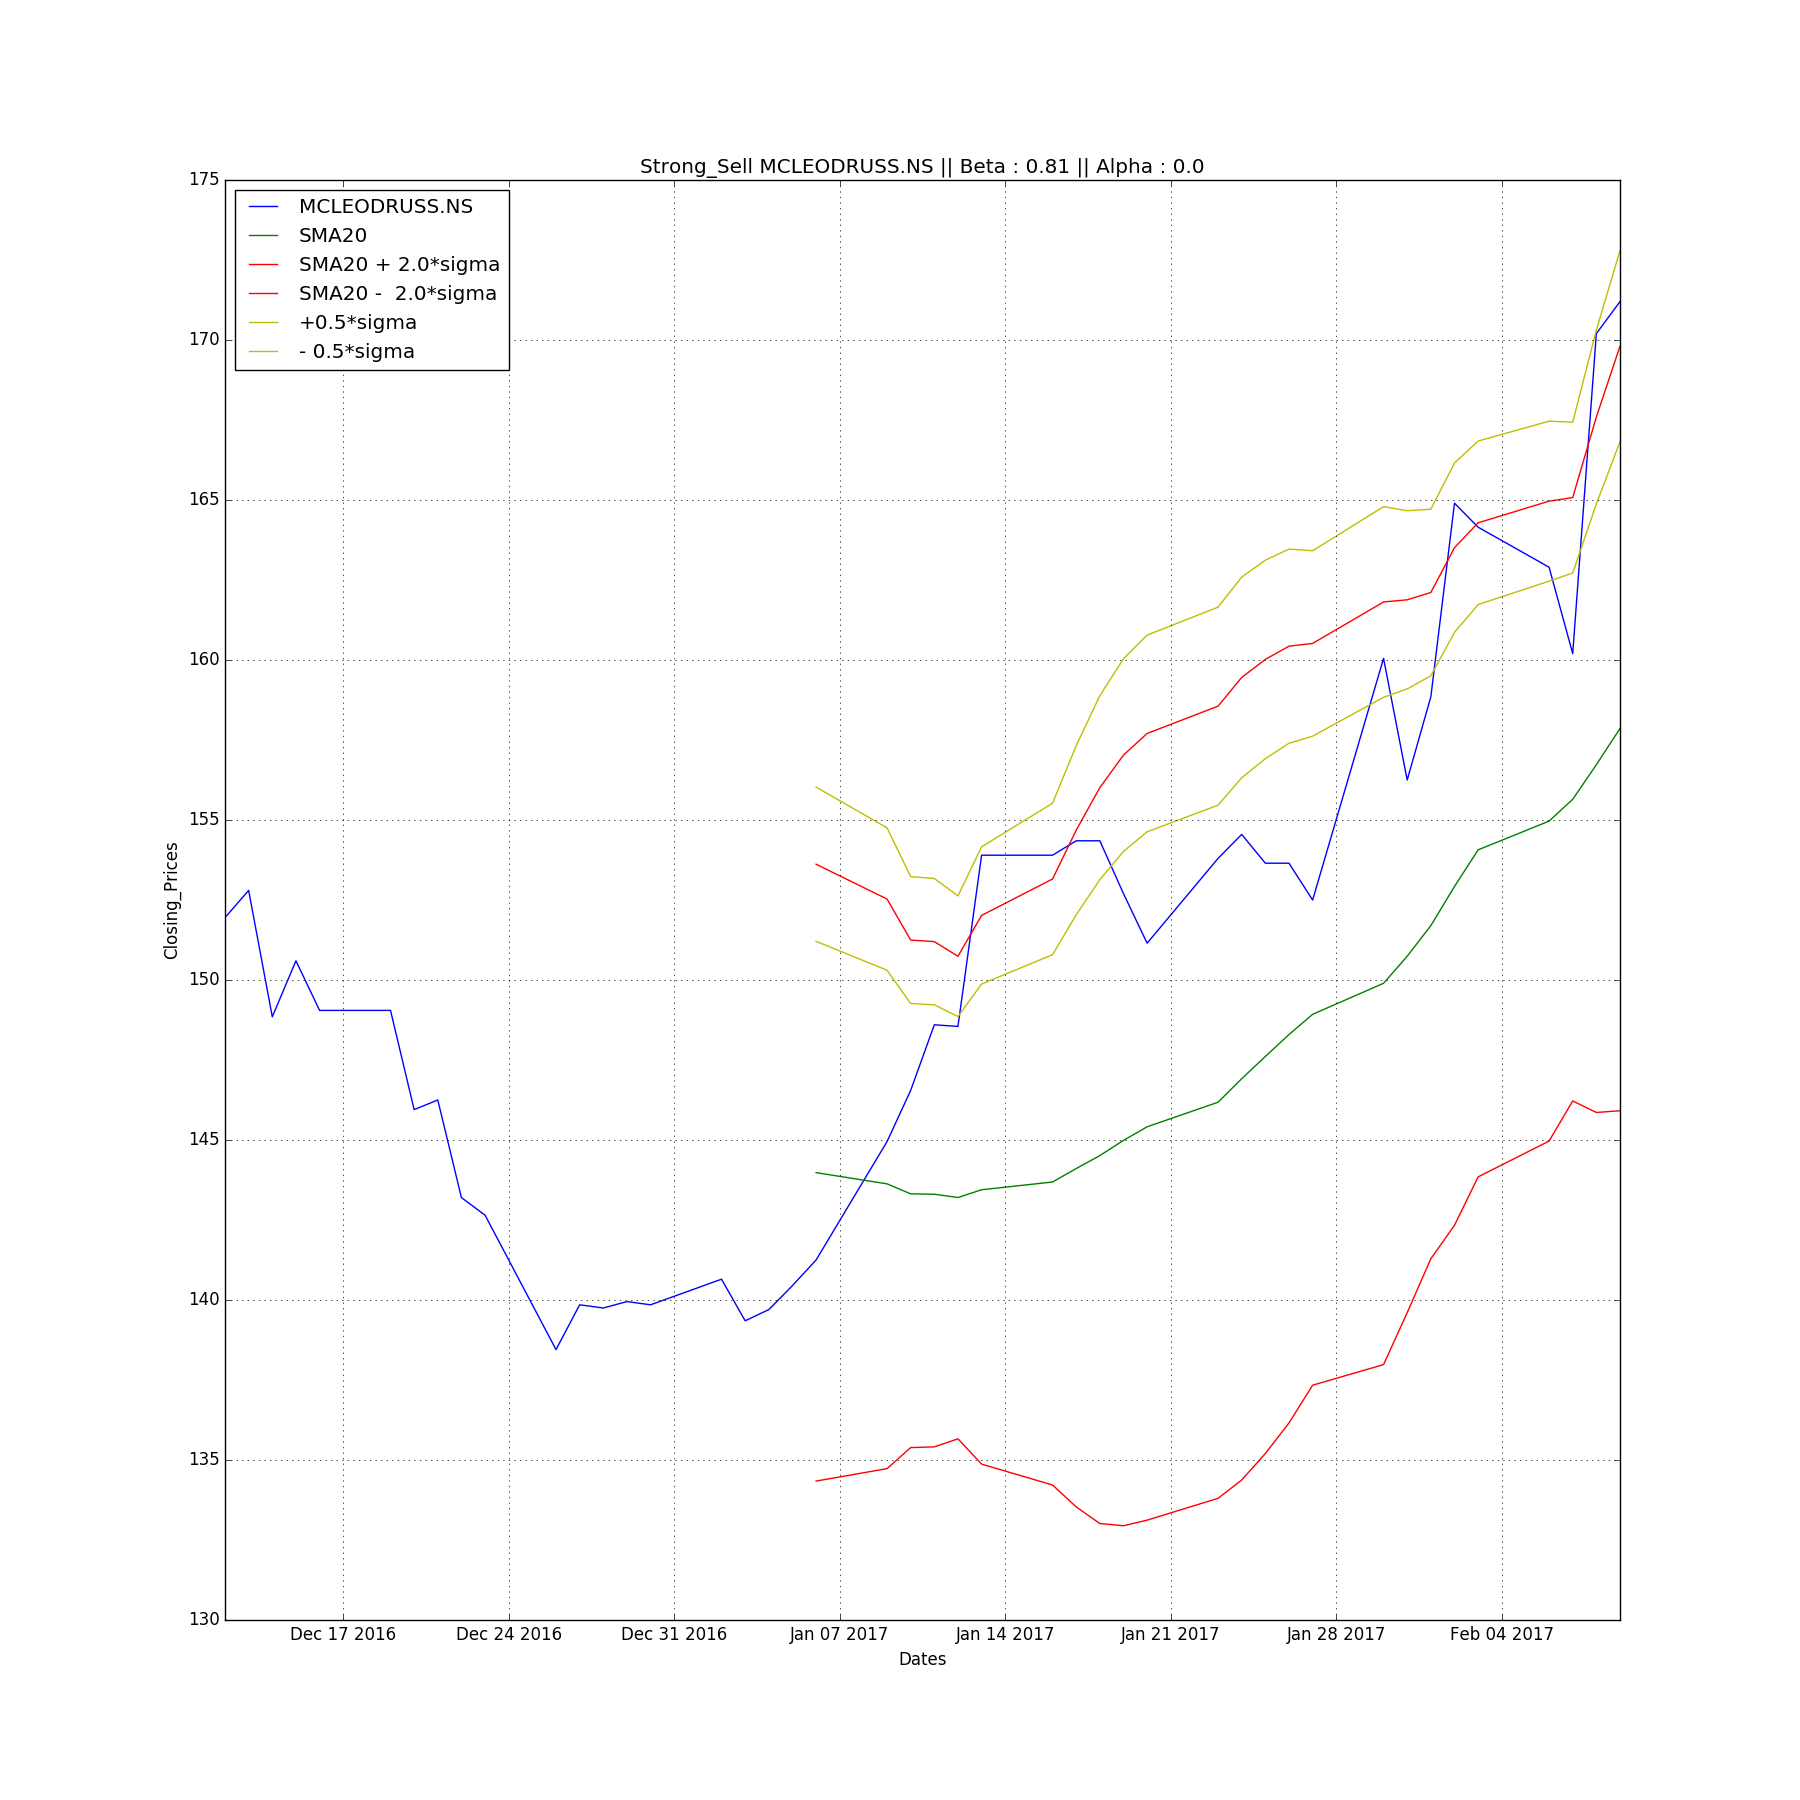 Strong_Sell MCLEODRUSS.NS || Beta : 0.81 || Alpha : 0.0
175
170
165
160
155
150
145
140
135
130
MCLEODRUSS.NS
SMA20
SMA20 + 2.0*sigma
SMA20 -  2.0*sigma
+0.5*sigma
- 0.5*sigma
Closing_Prices
Dec 17 2016 Dec 24 2016 Dec 31 2016 Jan 07 2017 Jan 14 2017 Jan 21 2017 Jan 28 2017 Feb 04 2017
Dates